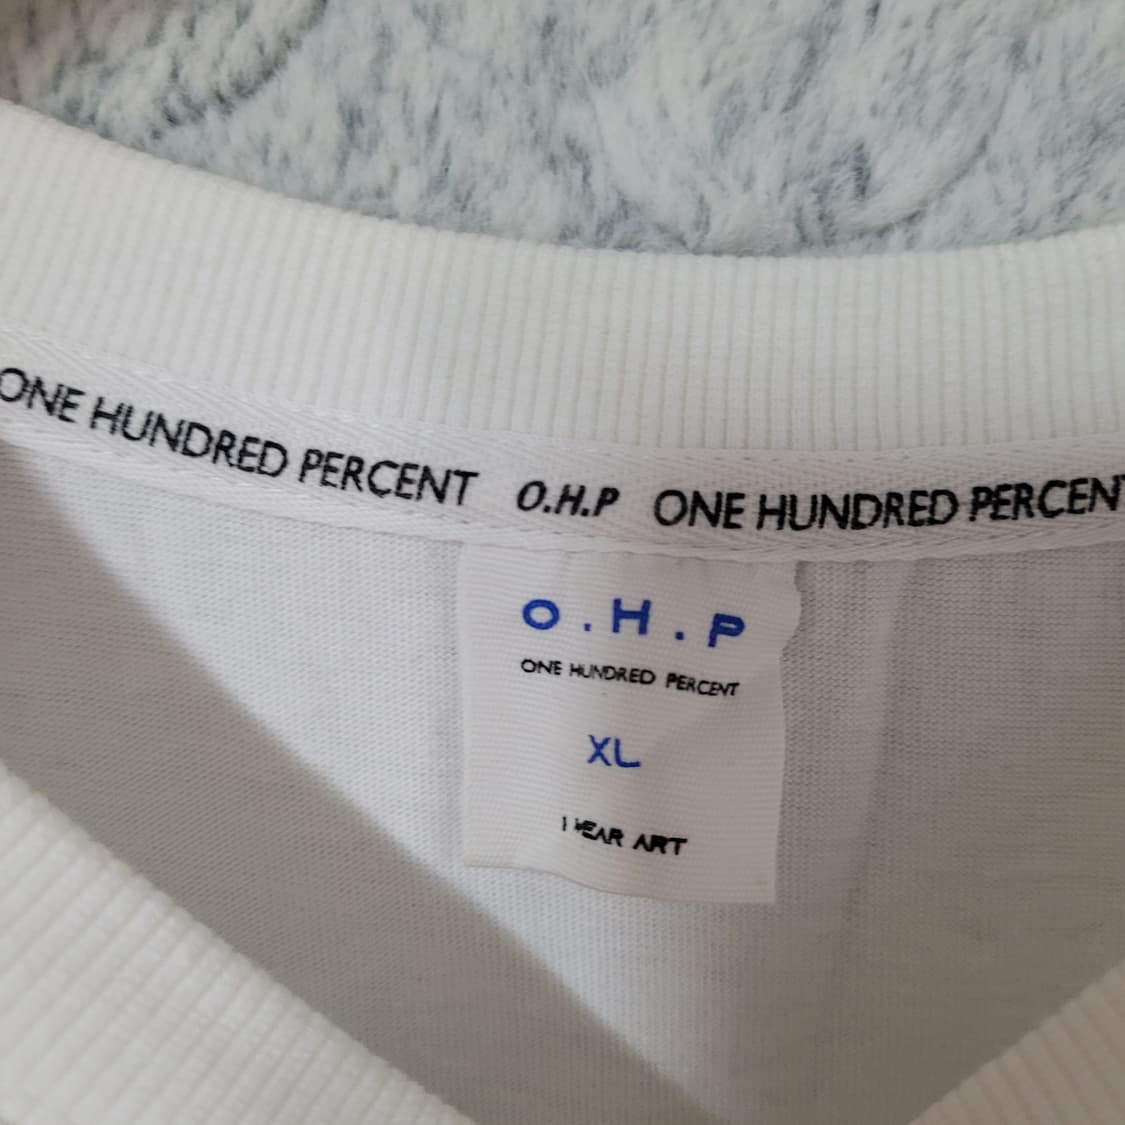 ONE HUNDRED PERCENT O.H.P ONE HUNDRED PERCENT
O.H.P
ONE HUNDRED PERCENT
XL
I WEAR ART